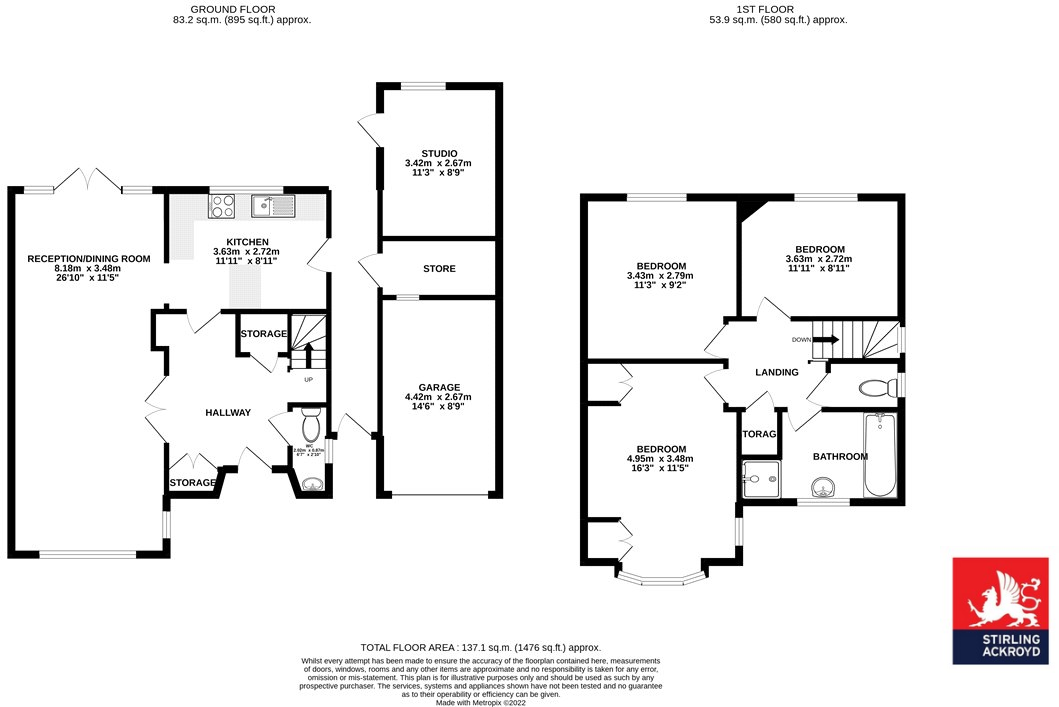 GROUND FLOOR
83.2 sq.m. (895 sq.ft.) approx.
1ST FLOOR
53.9 sq.m. (580 sq.ft.) approx.
STUDIO
3.42m x 2.67m
11'3" x 8'9"
RECEPTION/DINING ROOM
8.18m x 3.48m
26'10" x 11'5"
KITCHEN
3.63m x 2.72m
11'11" x 8'11"
STORE
STORAGE
UP
GARAGE
4.42m x 2.67m
14'6" x 8'9"
HALLWAY
WC
2.02m x 0.87m
6'7" x 2'10"
STORAGE
BEDROOM
3.43m x 2.79m
11'3" x 9'2"
BEDROOM
3.63m x 2.72m
11'11" x 8'11"
DOWN
LANDING
TORAG
BEDROOM
4.95m x 3.48m
16'3" x 11'5"
BATHROOM
STIRLING
ACKROYD
TOTAL FLOOR AREA : 137.1 sq.m. (1476 sq.ft.) approx.
Whilst every attempt has been made to ensure the accuracy of the floorplan contained here, measurements
of doors, windows, rooms and any other items are approximate and no responsibility is taken for any error,
omission or mis-statement. This plan is for illustrative purposes only and should be used as such by any
prospective purchaser. The services, systems and appliances shown have not been tested and no guarantee
as to their operability or efficiency can be given.
Made with Metropix ©2022